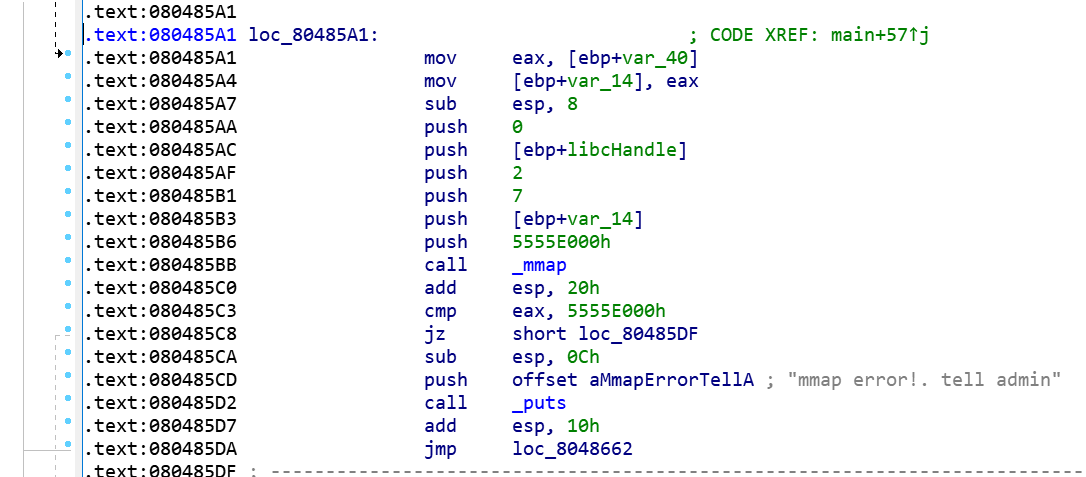 .text:080485A1
.text:080485A1 loc_80485A1: ; CODE XREF: main+57↑j
.text:080485A1 mov eax, [ebp+var_40]
.text:080485A4 mov [ebp+var_14], eax
.text:080485A7 sub esp, 8
.text:080485AA push 0
.text:080485AC push [ebp+libcHandle]
.text:080485AF push 2
.text:080485B1 push 7
.text:080485B3 push [ebp+var_14]
.text:080485B6 push 5555E000h
.text:080485BB call _mmap
.text:080485C0 add esp, 20h
.text:080485C3 cmp eax, 5555E000h
.text:080485C8 jz short loc_80485DF
.text:080485CA sub esp, 0Ch
.text:080485CD push offset aMmapErrorTellA ; "mmap error!. tell admin"
.text:080485D2 call _puts
.text:080485D7 add esp, 10h
.text:080485DA jmp loc_8048662
.text:080485DF ; ---------------------------------------------------------------------------